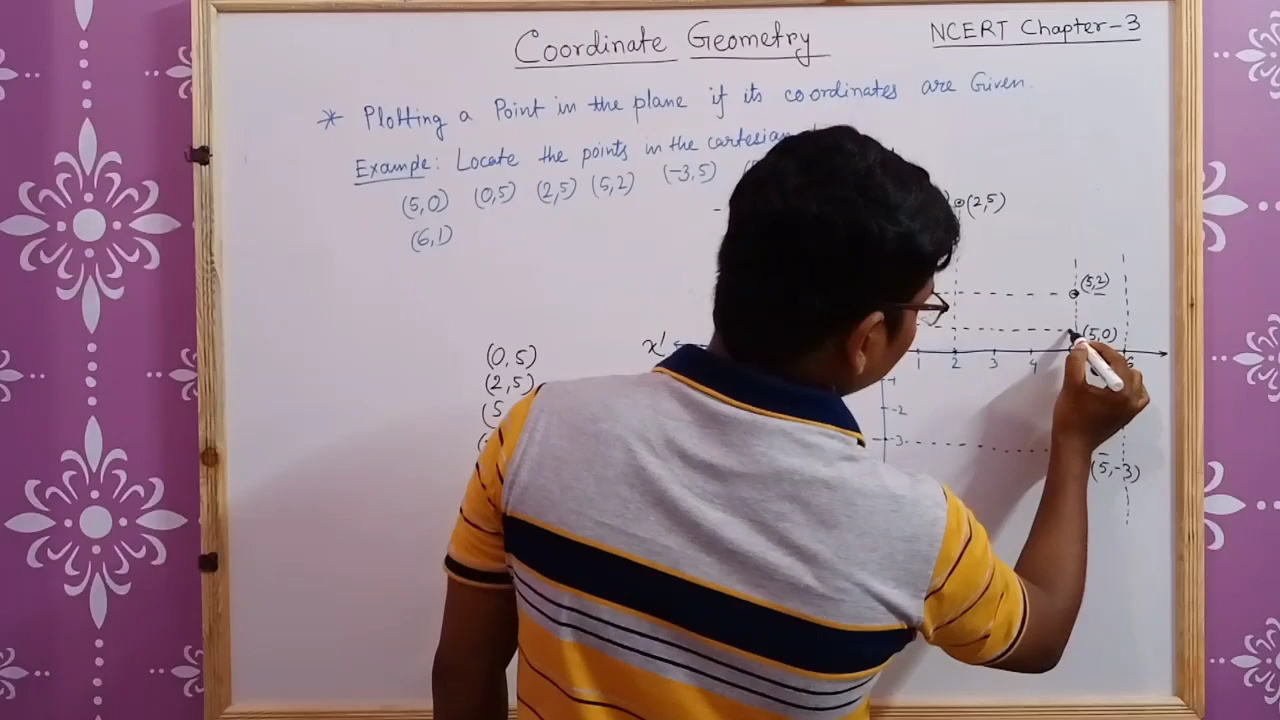 Coordinate Geometry
NCERT Chapter-3
* Plotting a Point in the plane if its coordinates are Given.
Example: Locate the points in the cartesian
(5,0) (0,5) (2,5) (5,2) (-3,5)
(6,1)
(2,5)
(5,2)
(5,0)
x'
1 2 3 4
-1
-2
-3
(5,-3)
(0,5)
(2,5)
(5